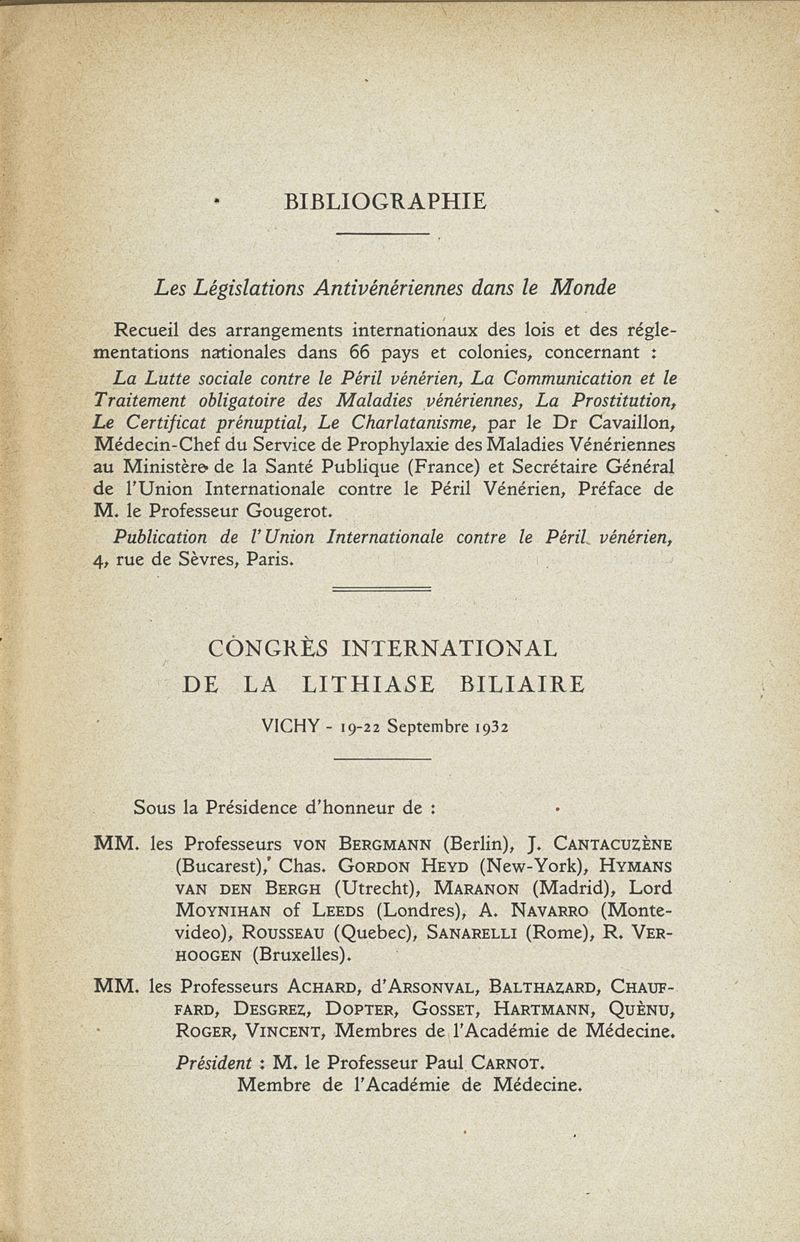 BIBLIOGRAPHIE
Les Législations Antivénériennes dans le Monde
Recueil des arrangements internationaux des lois et des régle-
mentations nationales dans 66 pays et colonies, concernant :
La Lutte sociale contre le Péril vénérien, La Communication et le
Traitement obligatoire des Maladies vénériennes, La Prostitution,
Le Certificat prénuptial, Le Charlatanisme, par le Dr Cavaillon,
Médecin-Chef du Service de Prophylaxie des Maladies Vénériennes
au Ministère de la Santé Publique (France) et Secrétaire Général
de l'Union Internationale contre le Péril Vénérien, Préface de
M. le Professeur Gougerot.
Publication de l'Union Internationale contre le Péril vénérien,
4, rue de Sèvres, Paris.
CONGRÈS INTERNATIONAL
DE LA LITHIASE BILIAIRE
VICHY - 19-22 Septembre 1932
Sous la Présidence d'honneur de :
MM. les Professeurs VON BERGMANN (Berlin), J. CANTACUZÈNE
(Bucarest), Chas. GORDON HEYD (New-York), HYMANS
VAN DEN BERGH (Utrecht), MARANON (Madrid), Lord
MOYNIHAN of LEEDS (Londres), A. NAVARRO (Monte-
video), ROUSSEAU (Quebec), SANARELLI (Rome), R. VER-
HOOGEN (Bruxelles).
MM. les Professeurs ACHARD, d'ARSONVAL, BALTHAZARD, CHAUF-
FARD, DESGREZ, DOPTER, GOSSET, HARTMANN, QUÈNU,
ROGER, VINCENT, Membres de l'Académie de Médecine.
Président : M. le Professeur Paul CARNOT.
Membre de l'Académie de Médecine.